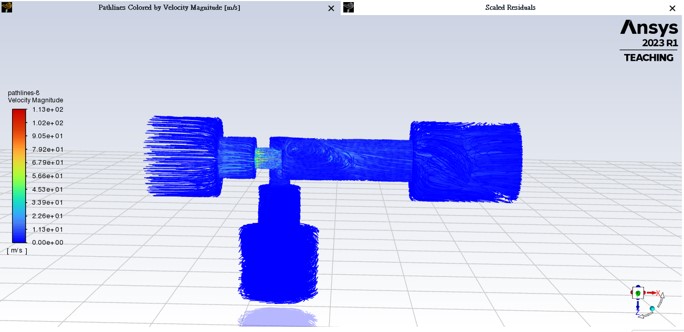 Pathlines Colored by Velocity Magnitude [m/s]
Scaled Residuals
Ansys
2023 R1
TEACHING
pathlines-8
Velocity Magnitude
1.13e+02
1.02e+02
9.05e+01
7.92e+01
6.79e+01
5.66e+01
4.53e+01
3.39e+01
2.26e+01
1.13e+01
0.00e+00
[ m/s ]